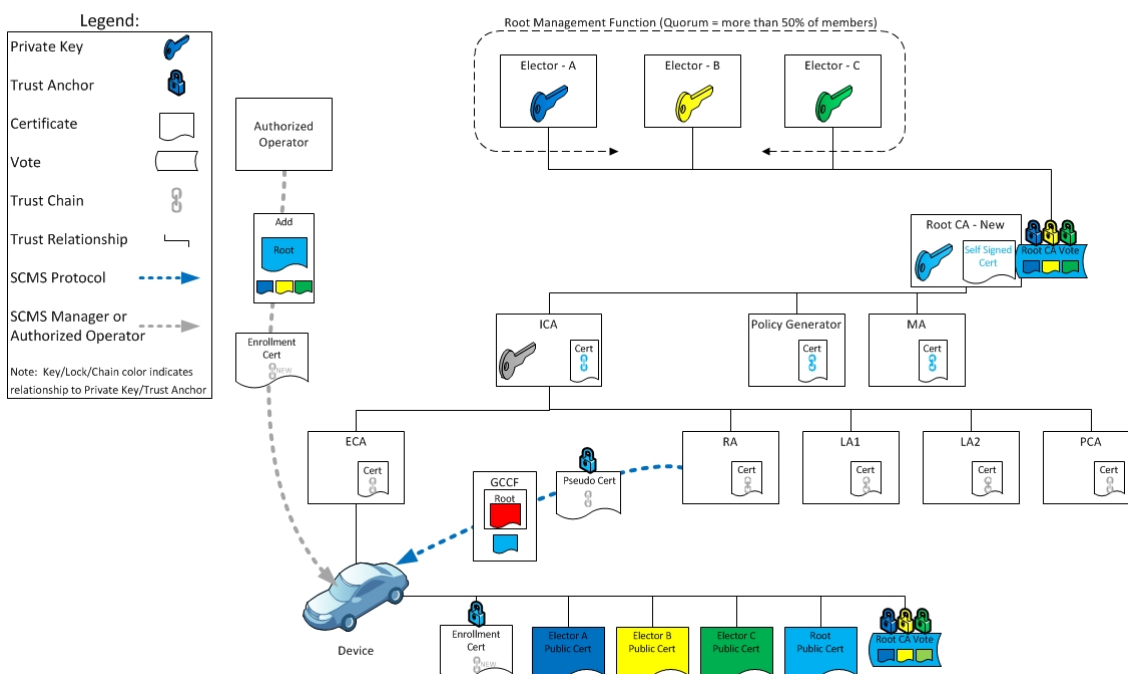 Legend:
Private Key
Trust Anchor
Certificate
Vote
Trust Chain
Trust Relationship
SCMS Protocol
SCMS Manager or
Authorized Operator
Note:  Key/Lock/Chain color indicates
relationship to Private Key/Trust Anchor
Root Management Function (Quorum = more than 50% of members)
Elector - A
Elector - B
Elector - C
Authorized
Operator
Add
Root
Enrollment
Cert
NEW
Root CA - New
Self Signed
Cert
Root CA Vote
ICA
Cert
Policy Generator
Cert
MA
Cert
ECA
Cert
RA
Cert
LA1
Cert
LA2
Cert
PCA
Cert
GCCF
Root
Pseudo Cert
Device
Enrollment
Cert
NEW
Elector A
Public Cert
Elector B
Public Cert
Elector C
Public Cert
Root
Public Cert
Root CA Vote